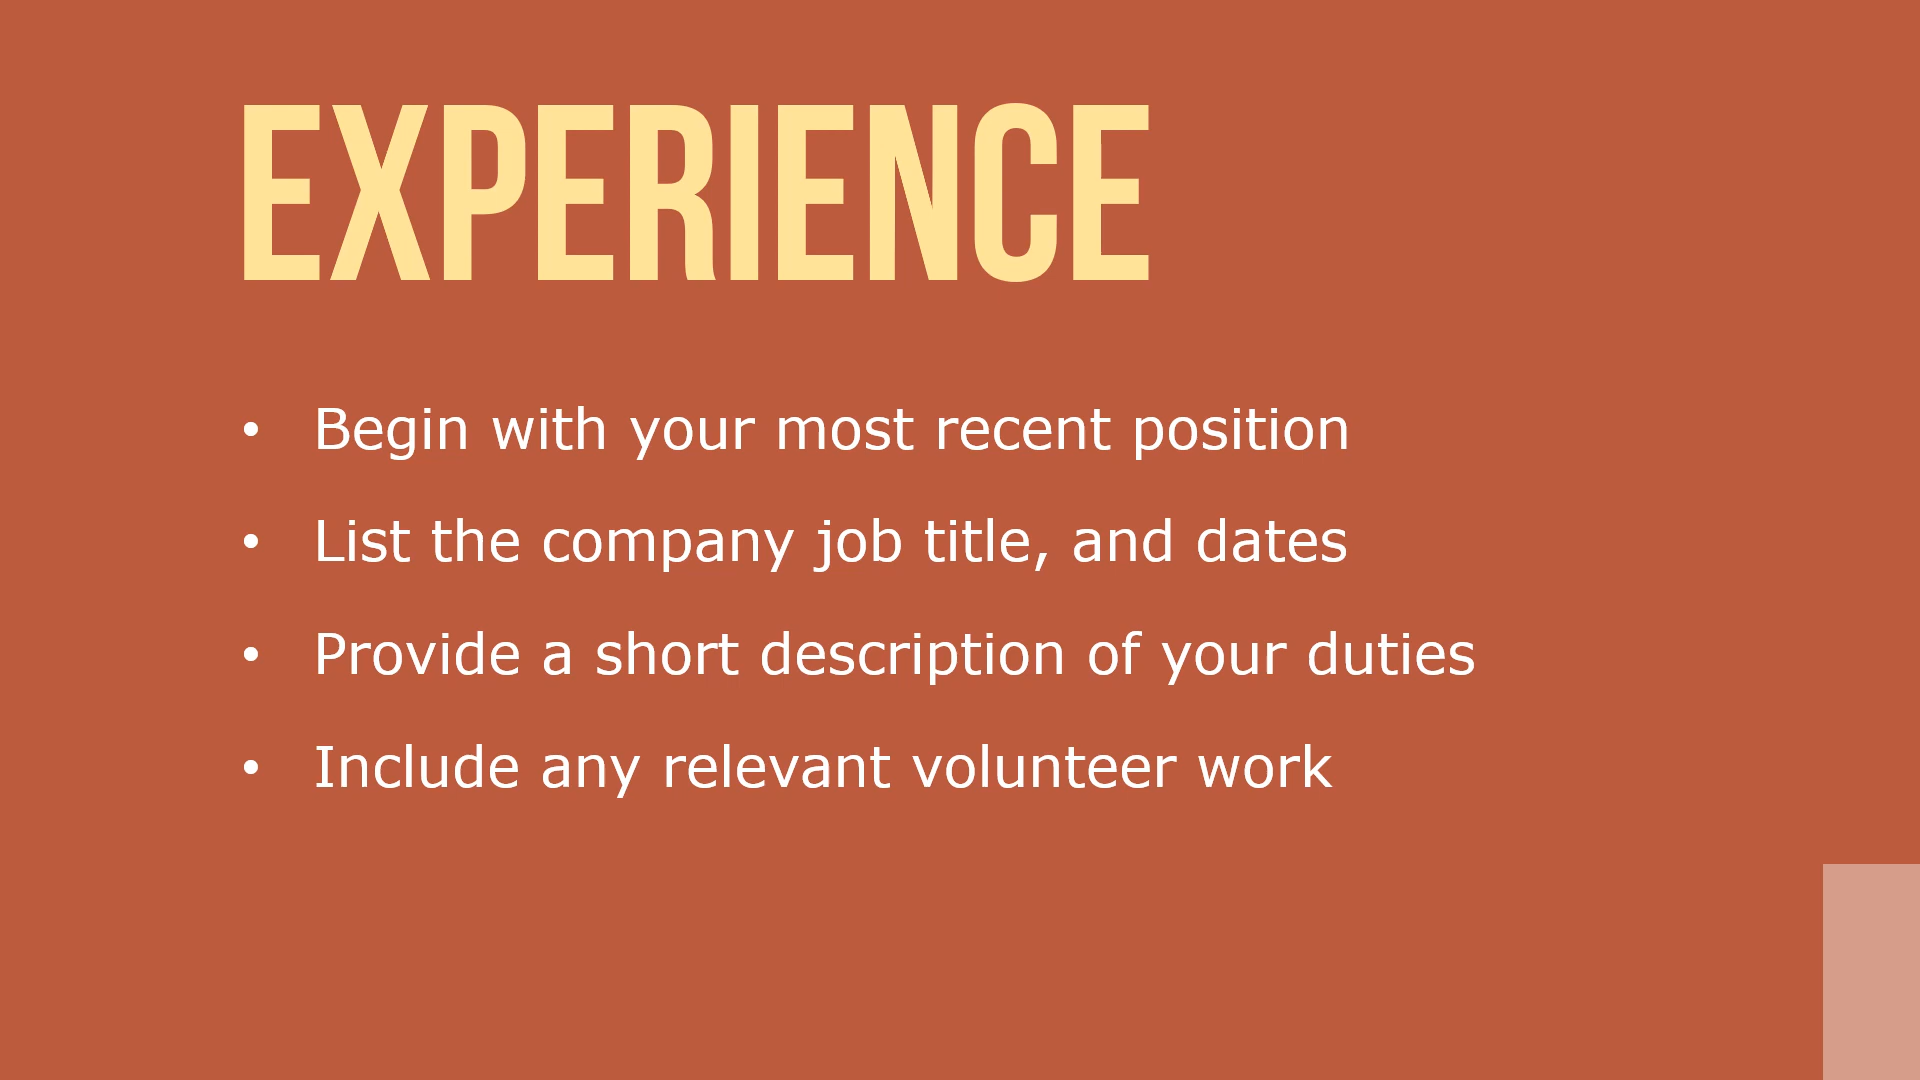 EXPERIENCE
• Begin with your most recent position
• List the company job title, and dates
• Provide a short description of your duties
• Include any relevant volunteer work